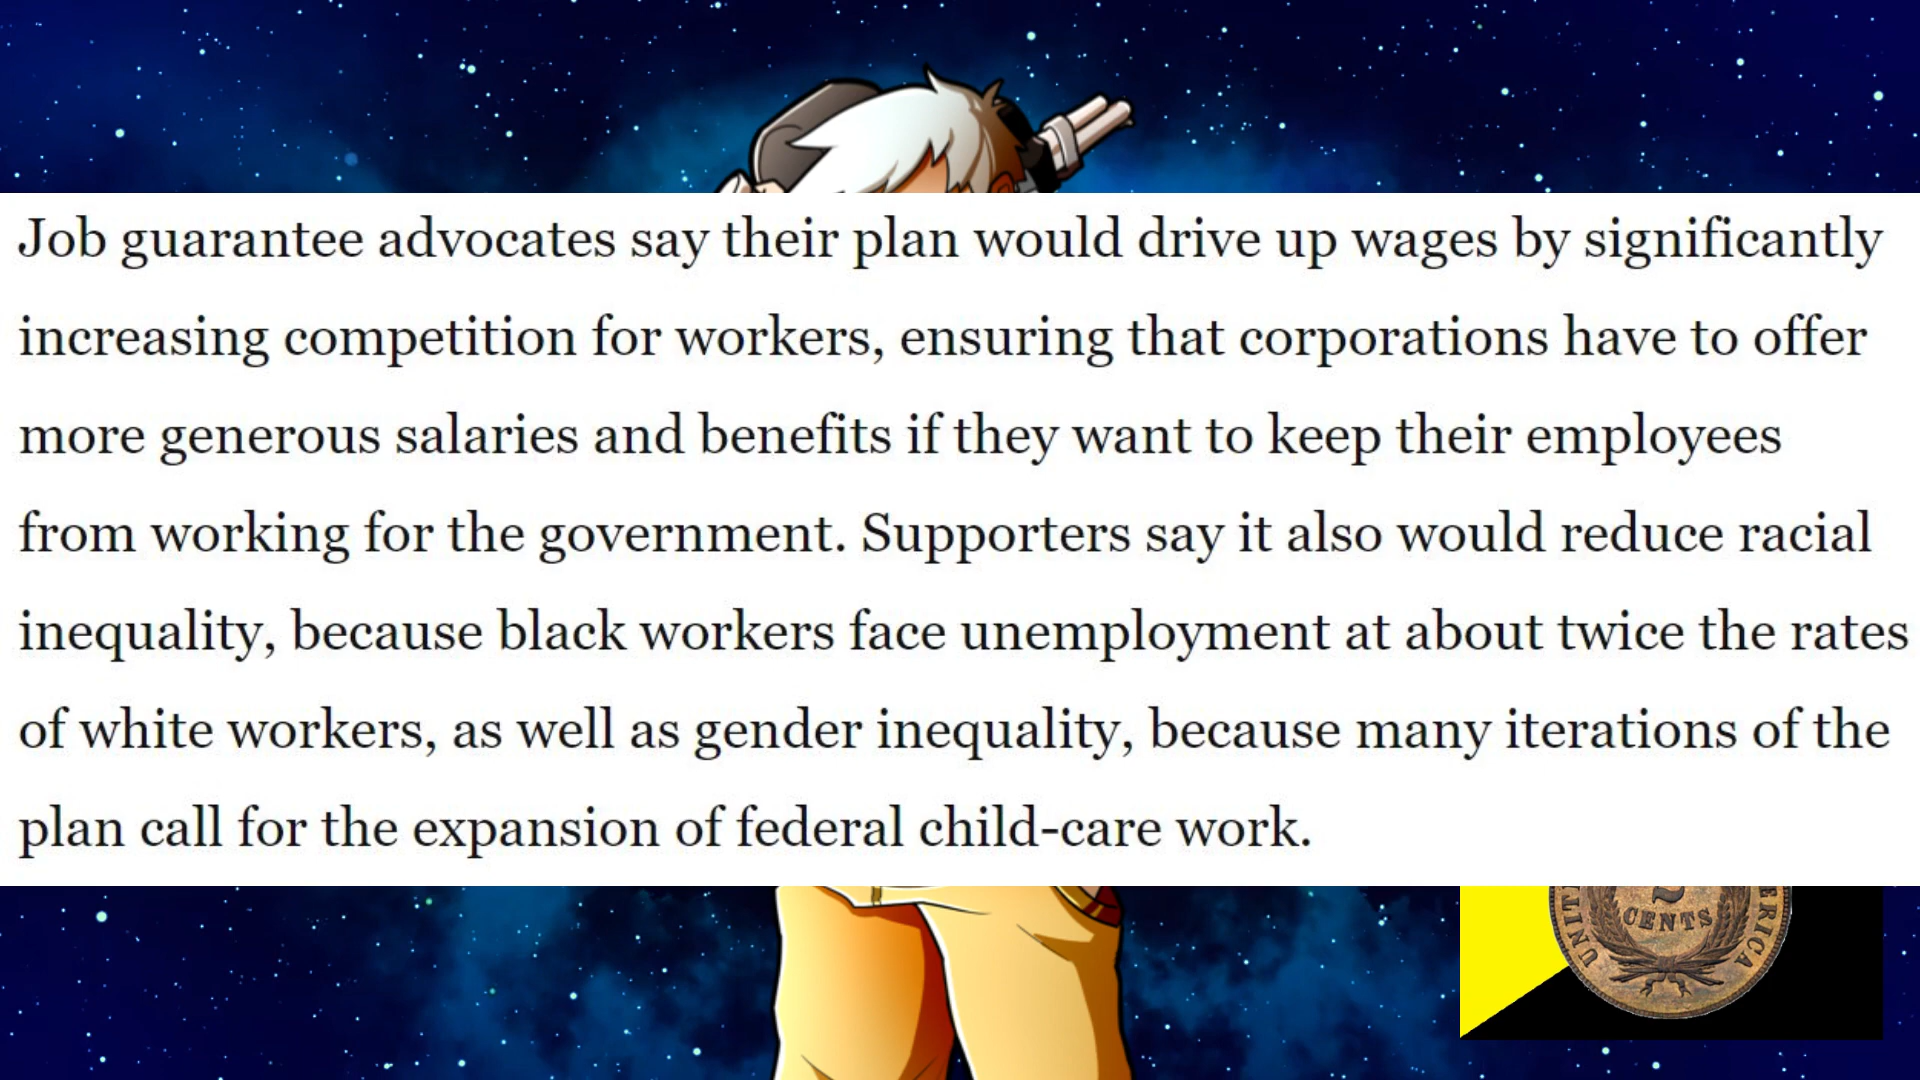 Job guarantee advocates say their plan would drive up wages by significantly
increasing competition for workers, ensuring that corporations have to offer
more generous salaries and benefits if they want to keep their employees
from working for the government. Supporters say it also would reduce racial
inequality, because black workers face unemployment at about twice the rates
of white workers, as well as gender inequality, because many iterations of the
plan call for the expansion of federal child-care work.
2
CENTS
UNIT
ERICA